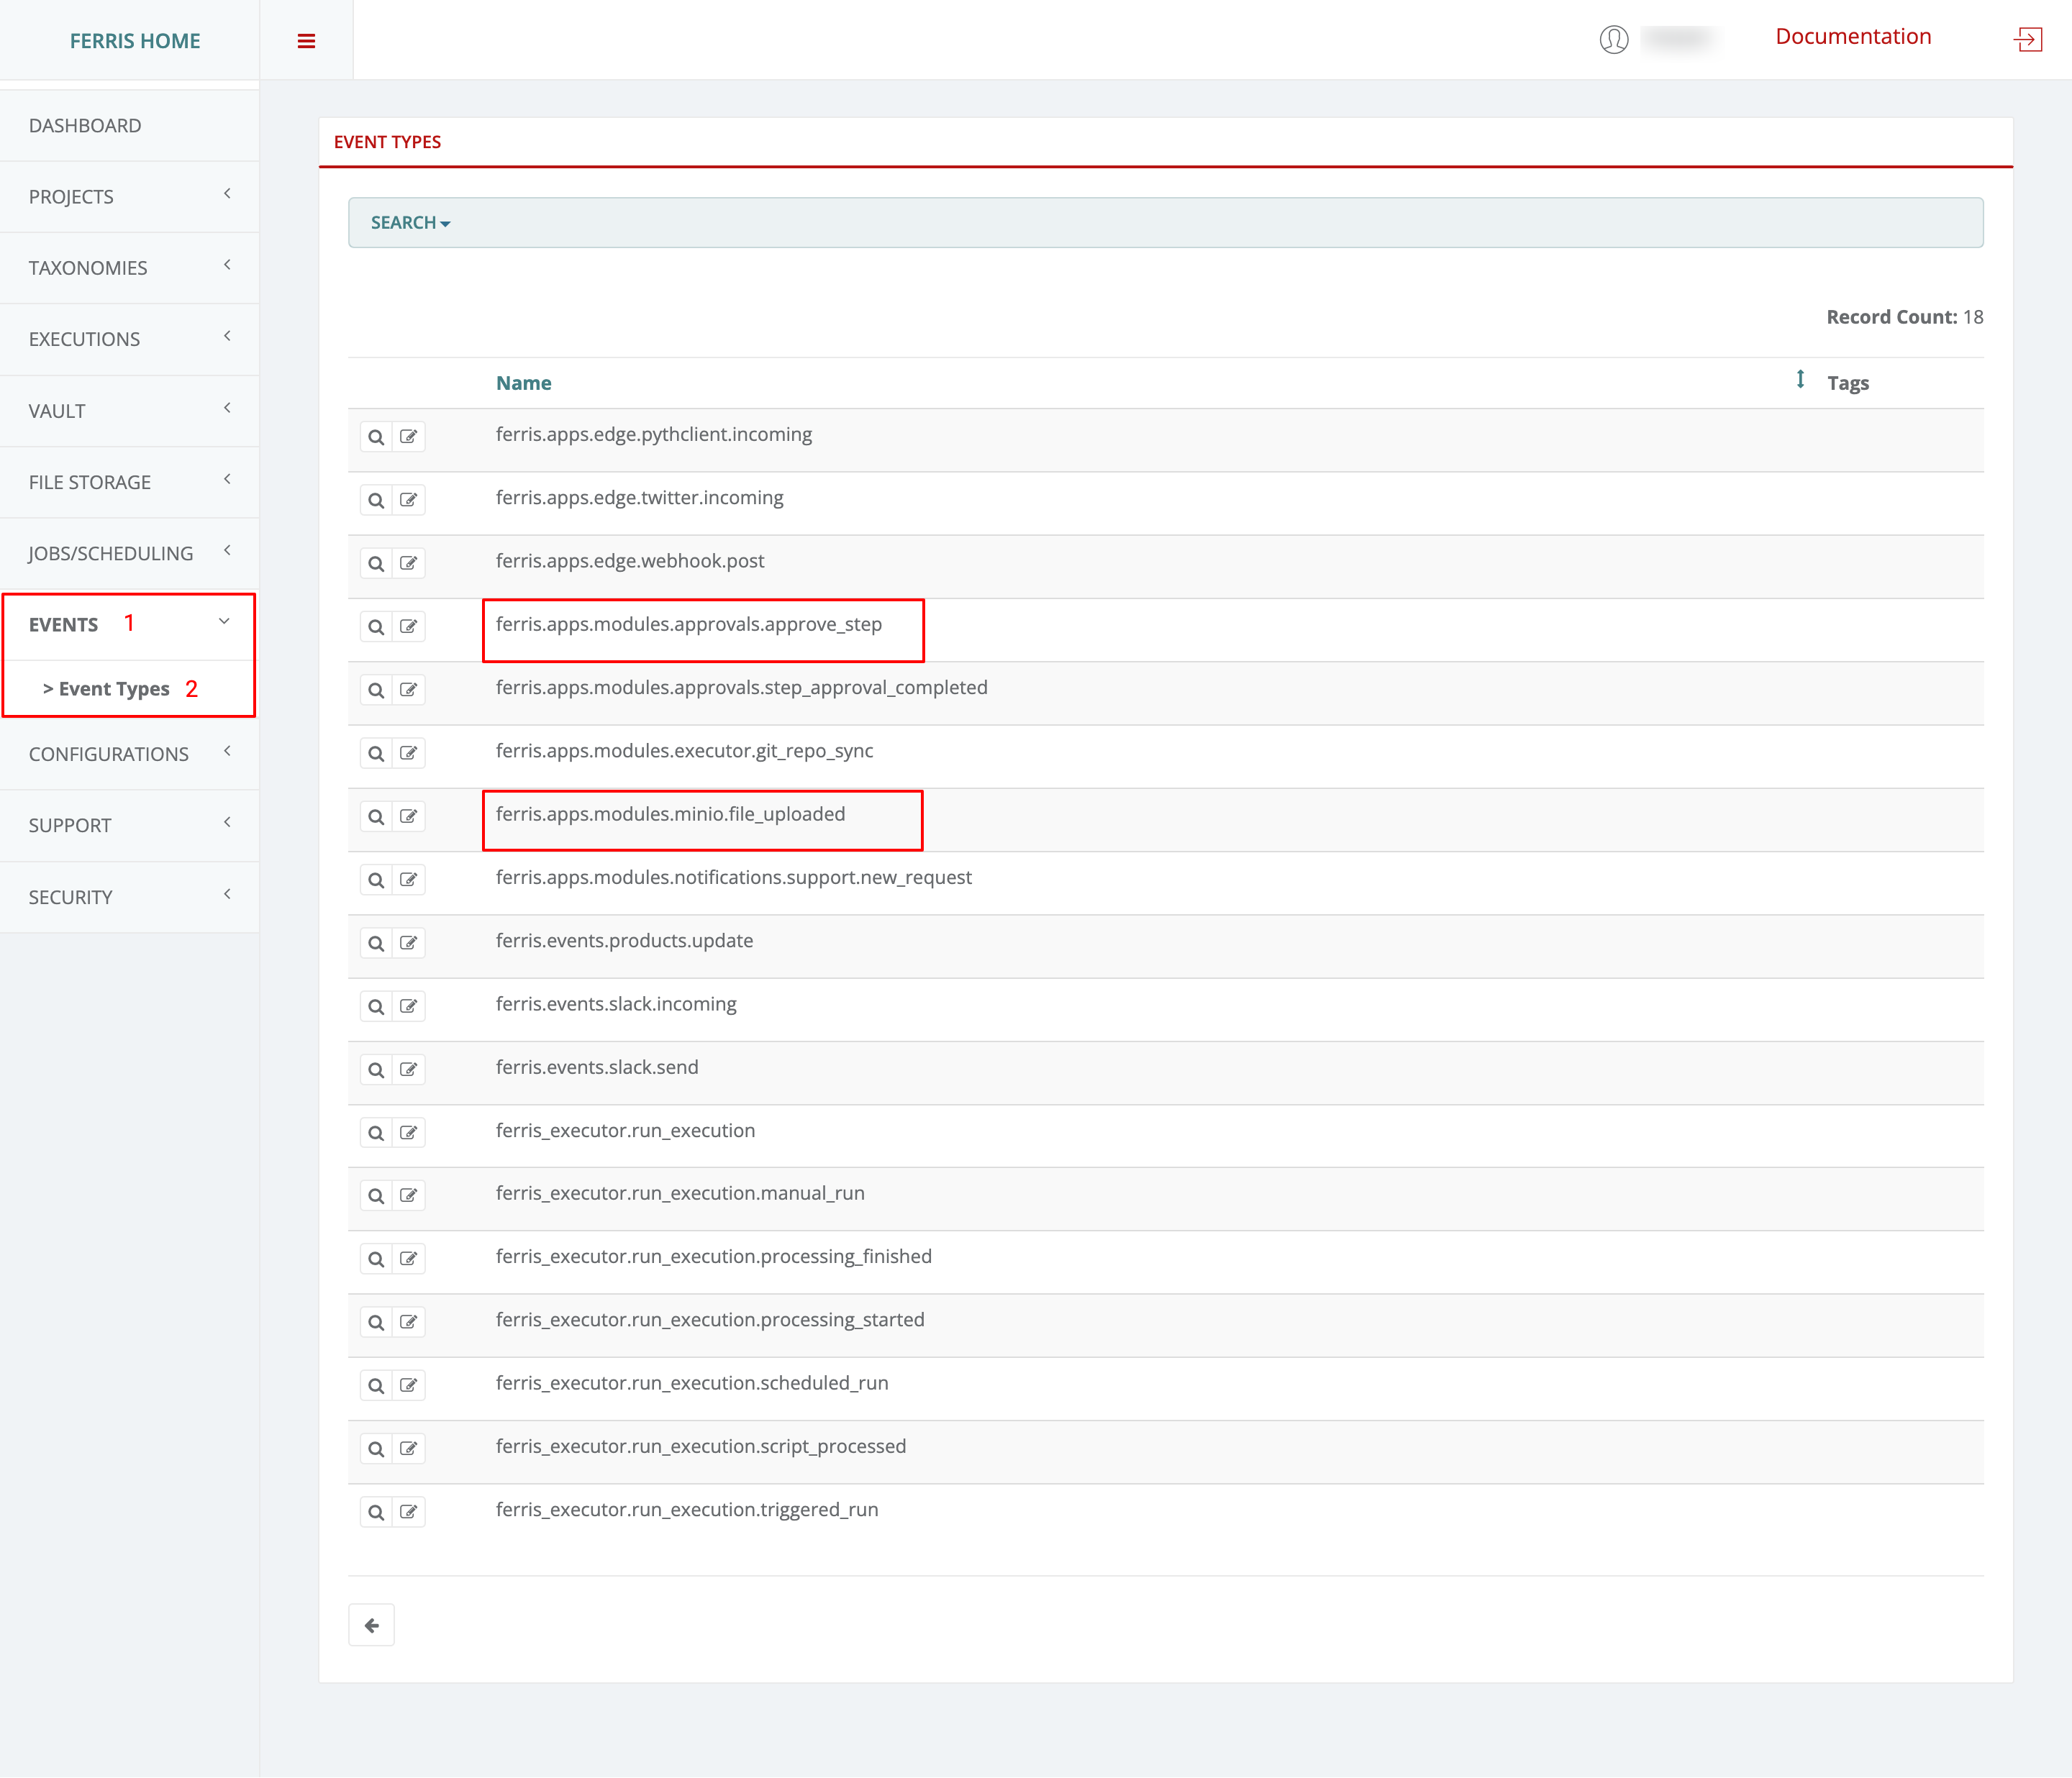 FERRIS HOME
Documentation
DASHBOARD
PROJECTS
TAXONOMIES
EXECUTIONS
VAULT
FILE STORAGE
JOBS/SCHEDULING
EVENTS 1
> Event Types 2
CONFIGURATIONS
SUPPORT
SECURITY
EVENT TYPES
SEARCH
Record Count: 18
Name Tags
ferris.apps.edge.pythclient.incoming
ferris.apps.edge.twitter.incoming
ferris.apps.edge.webhook.post
ferris.apps.modules.approvals.approve_step
ferris.apps.modules.approvals.step_approval_completed
ferris.apps.modules.executor.git_repo_sync
ferris.apps.modules.minio.file_uploaded
ferris.apps.modules.notifications.support.new_request
ferris.events.products.update
ferris.events.slack.incoming
ferris.events.slack.send
ferris_executor.run_execution
ferris_executor.run_execution.manual_run
ferris_executor.run_execution.processing_finished
ferris_executor.run_execution.processing_started
ferris_executor.run_execution.scheduled_run
ferris_executor.run_execution.script_processed
ferris_executor.run_execution.triggered_run